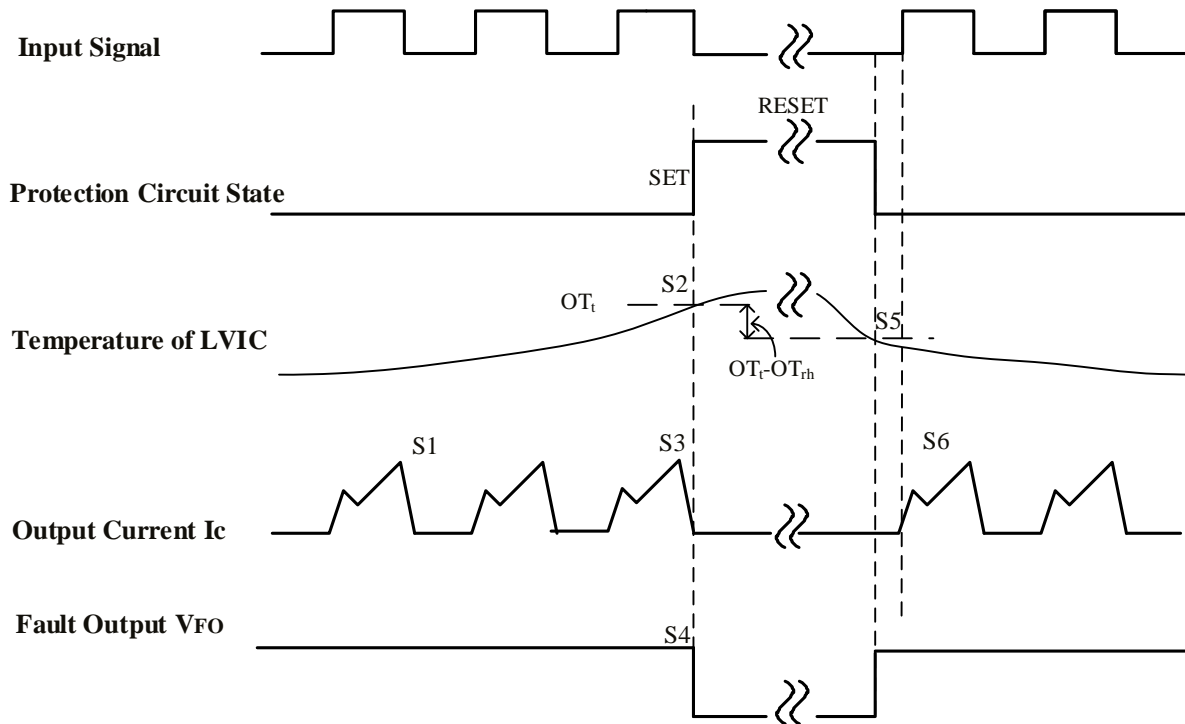 Input Signal
RESET
Protection Circuit State
SET
S2
OTt
S5
Temperature of LVIC
OTt-OTrh
S1
S3
S6
Output Current Ic
Fault Output VFO
S4